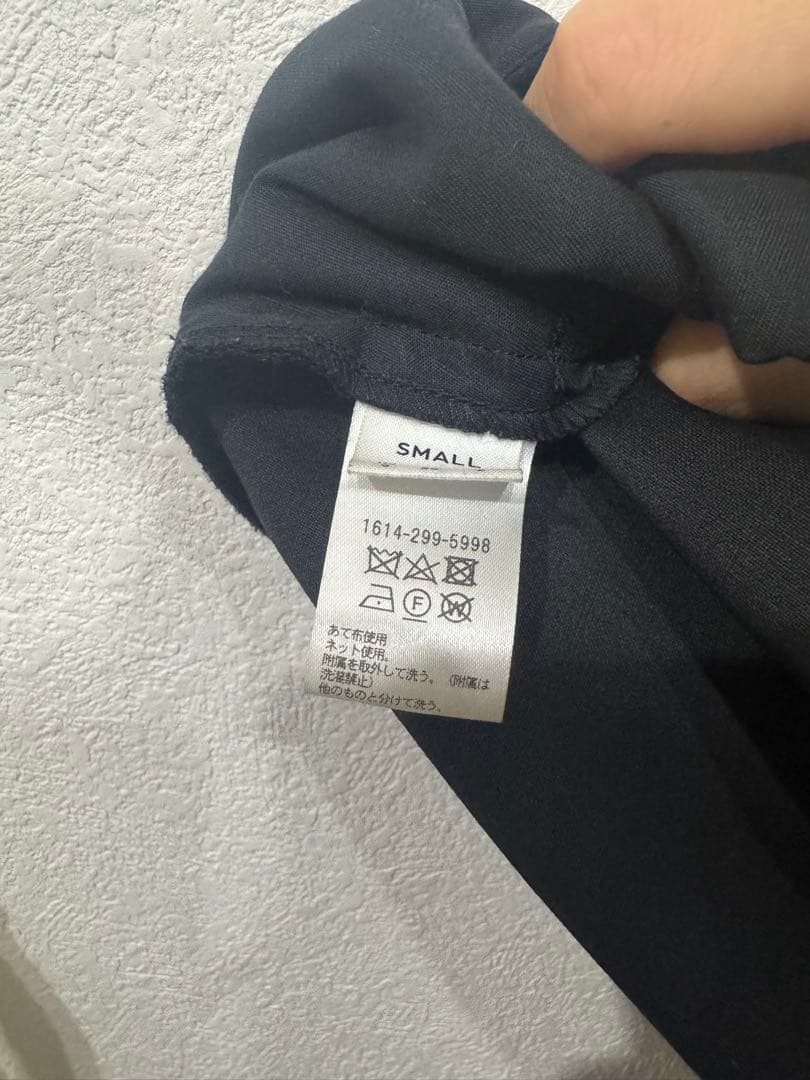 SMALL
1614-299-5998
F
W
あて布使用
ネット使用。
附属を取外して洗う。(附属は
洗濯禁止)
他のものと分けて洗う。